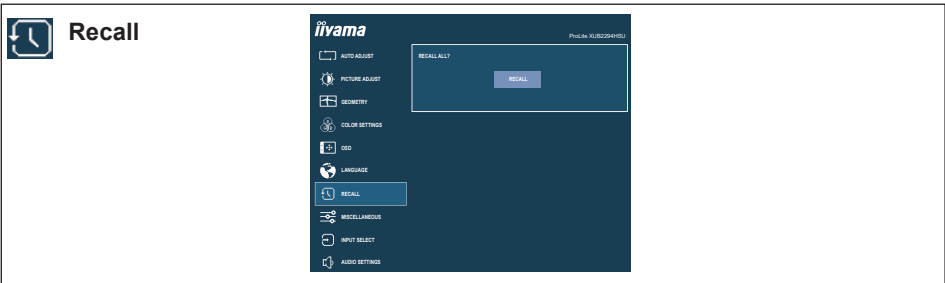 Recall
iiyama
ProLite XUB2294HSU
AUTO ADJUST
PICTURE ADJUST
GEOMETRY
COLOR SETTINGS
OSD
LANGUAGE
RECALL
MISCELLANEOUS
INPUT SELECT
AUDIO SETTINGS
RECALL ALL?
RECALL